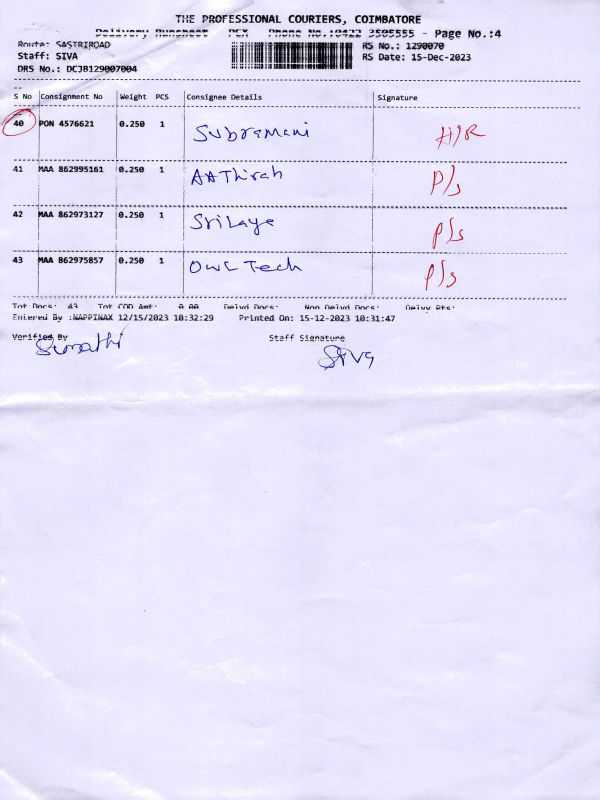 THE PROFESSIONAL COURIERS, COIMBATORE
Delivery Runsheet PCX Phone No.:0422 3505555 - Page No.:4
Route: SASTRIROAD RS No.: 1290070
Staff: SIVA RS Date: 15-Dec-2023
DRS No.: DCJB129007004
S No Consignment No Weight PCS Consignee Details Signature
40 PON 4576621 0.250 1 Subramani H/R
41 MAA 862995161 0.250 1 AAThirah P/s
42 MAA 862973127 0.250 1 Srilaye P/s
43 MAA 862975857 0.250 1 Owl Tech P/s
Tot Docs: 43 Tot COD Amt: 0.00 Delvd Docs: Non Delvd Docs: Delvy Pts:
Entered By :NAPPINAX 12/15/2023 10:32:29 Printed On: 15-12-2023 10:31:47
Verified By Staff Signature
Sumathi Siva